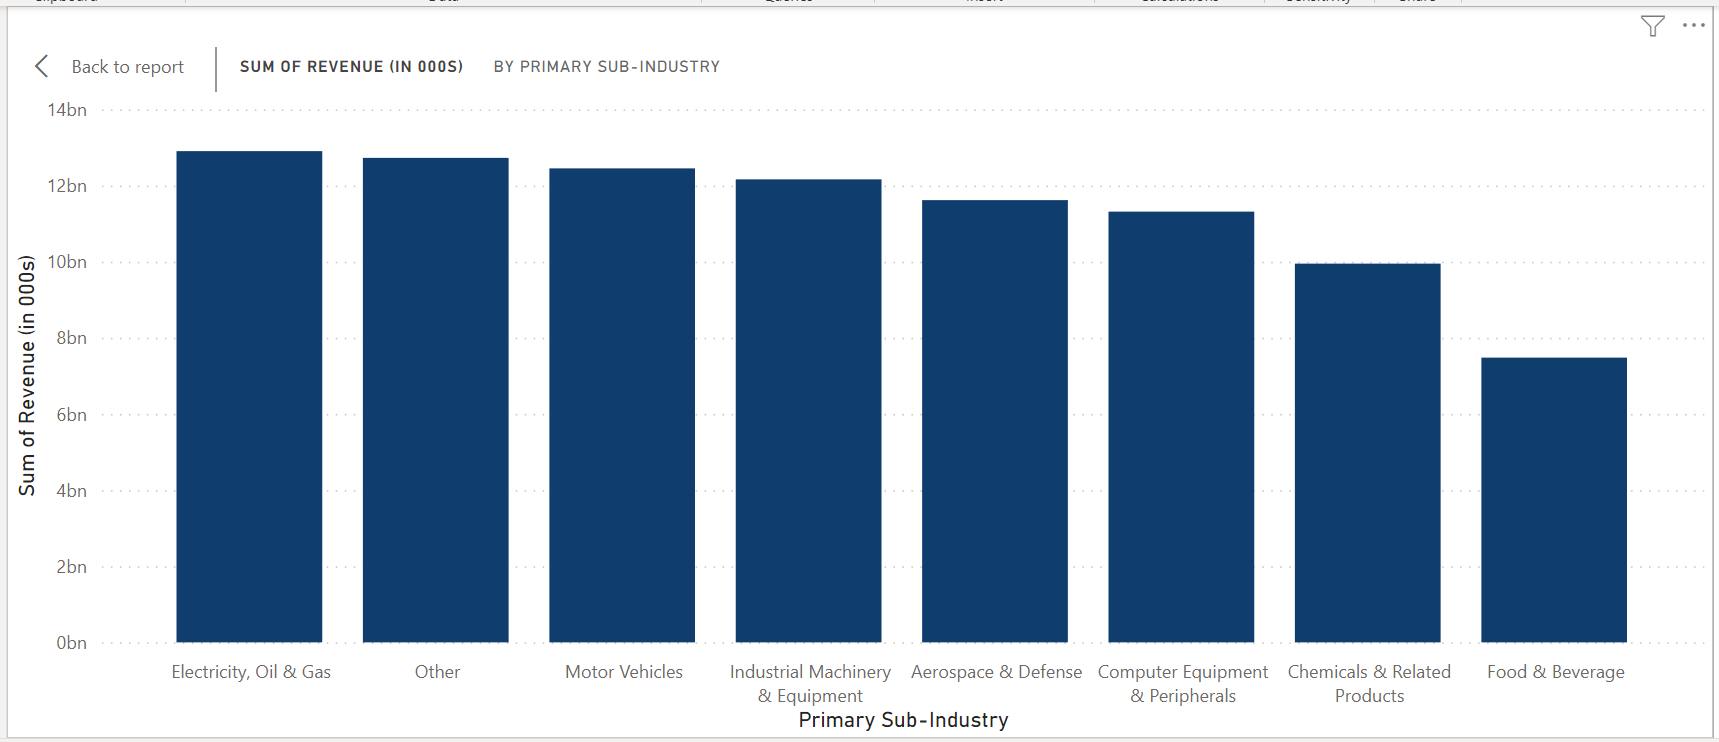 Back to report
SUM OF REVENUE (IN 000S) BY PRIMARY SUB-INDUSTRY
14bn
12bn
10bn
8bn
6bn
4bn
2bn
0bn
Sum of Revenue (in 000s)
Electricity, Oil & Gas
Other
Motor Vehicles
Industrial Machinery
& Equipment
Aerospace & Defense
Computer Equipment
& Peripherals
Chemicals & Related
Products
Food & Beverage
Primary Sub-Industry